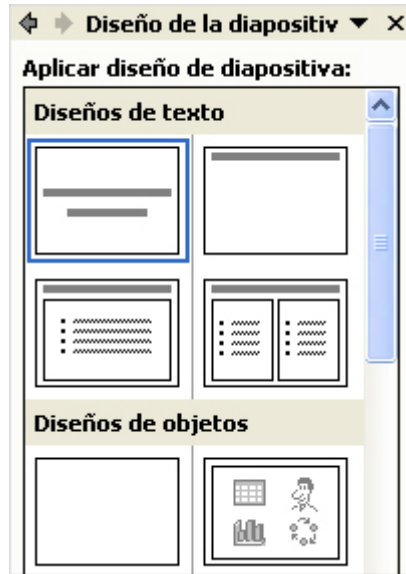 Diseño de la diapositiv
Aplicar diseño de diapositiva:
Diseños de texto
Diseños de objetos